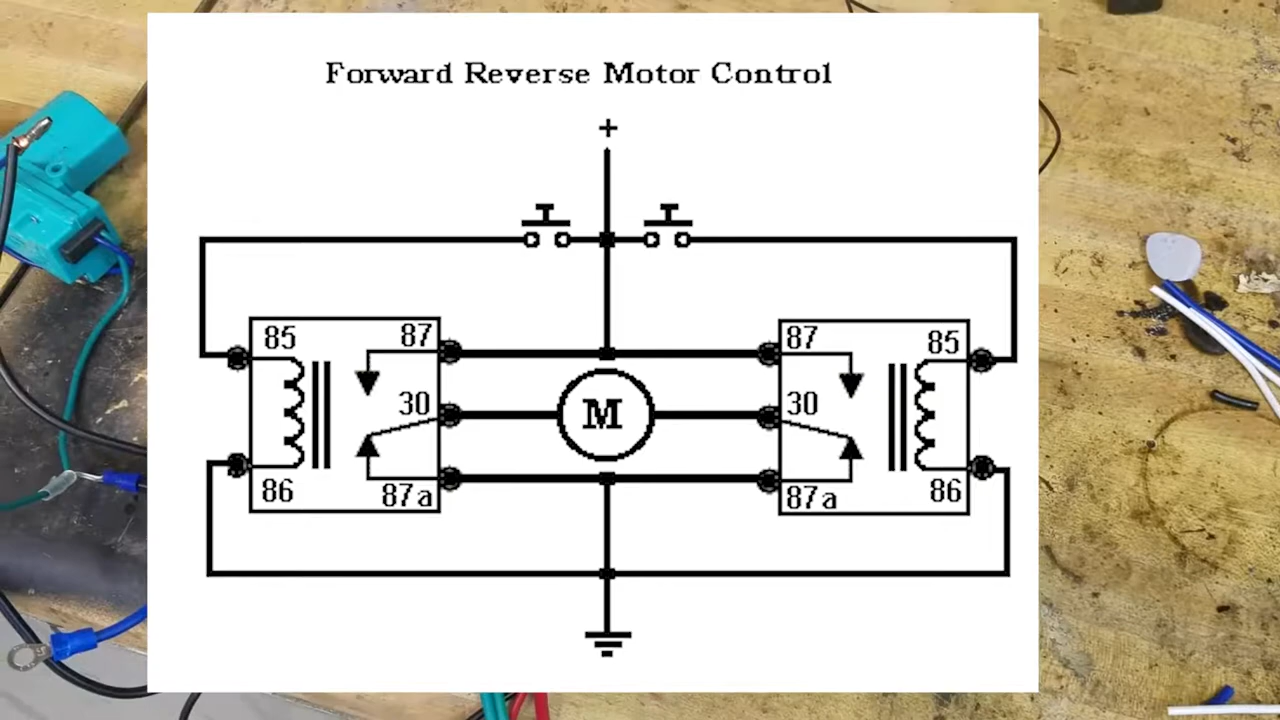 Forward Reverse Motor Control
+
85 87
87 85
30
M
30
86 87a
87a 86